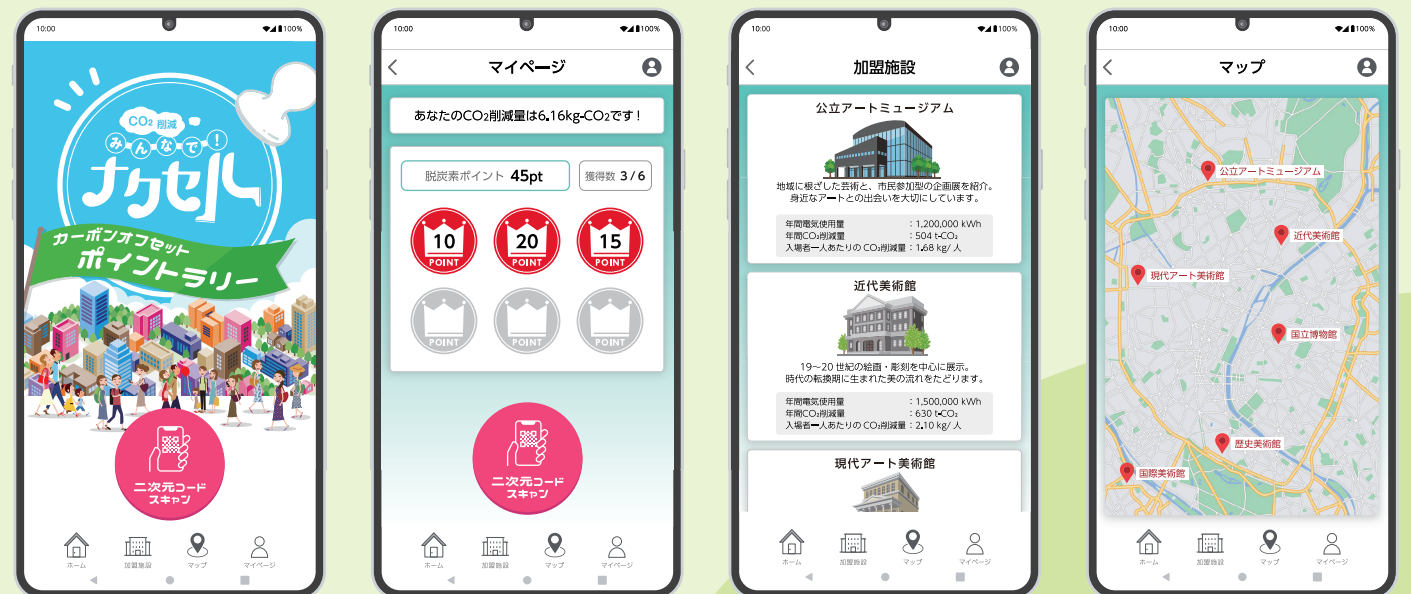 10:00
100%
CO₂ 削減
みんなで!
ナクセル
カーボンオフセット
ポイントラリー
二次元コード
スキャン
ホーム
加盟施設
マップ
マイページ
10:00
100%
マイページ
あなたのCO₂削減量は6.16kg-CO₂です!
脱炭素ポイント 45pt
獲得数 3 / 6
10
POINT
20
POINT
15
POINT
POINT
POINT
POINT
二次元コード
スキャン
ホーム
加盟施設
マップ
マイページ
10:00
100%
加盟施設
公立アートミュージアム
地域に根ざした芸術と、市民参加型の企画展を紹介。
身近なアートとの出会いを大切にしています。
年間電気使用量 : 1,200,000 kWh
年間CO₂削減量 : 504 t-CO₂
入場者一人あたりの CO₂削減量 : 1.68 kg/ 人
近代美術館
19〜20 世紀の絵画・彫刻を中心に展示。
時代の転換期に生まれた美の流れをたどります。
年間電気使用量 : 1,500,000 kWh
年間CO₂削減量 : 630 t-CO₂
入場者一人あたりの CO₂削減量 : 2.10 kg/ 人
現代アート美術館
ホーム
加盟施設
マップ
マイページ
10:00
100%
マップ
公立アートミュージアム
近代美術館
現代アート美術館
国立博物館
歴史美術館
国際美術館
ホーム
加盟施設
マップ
マイページ